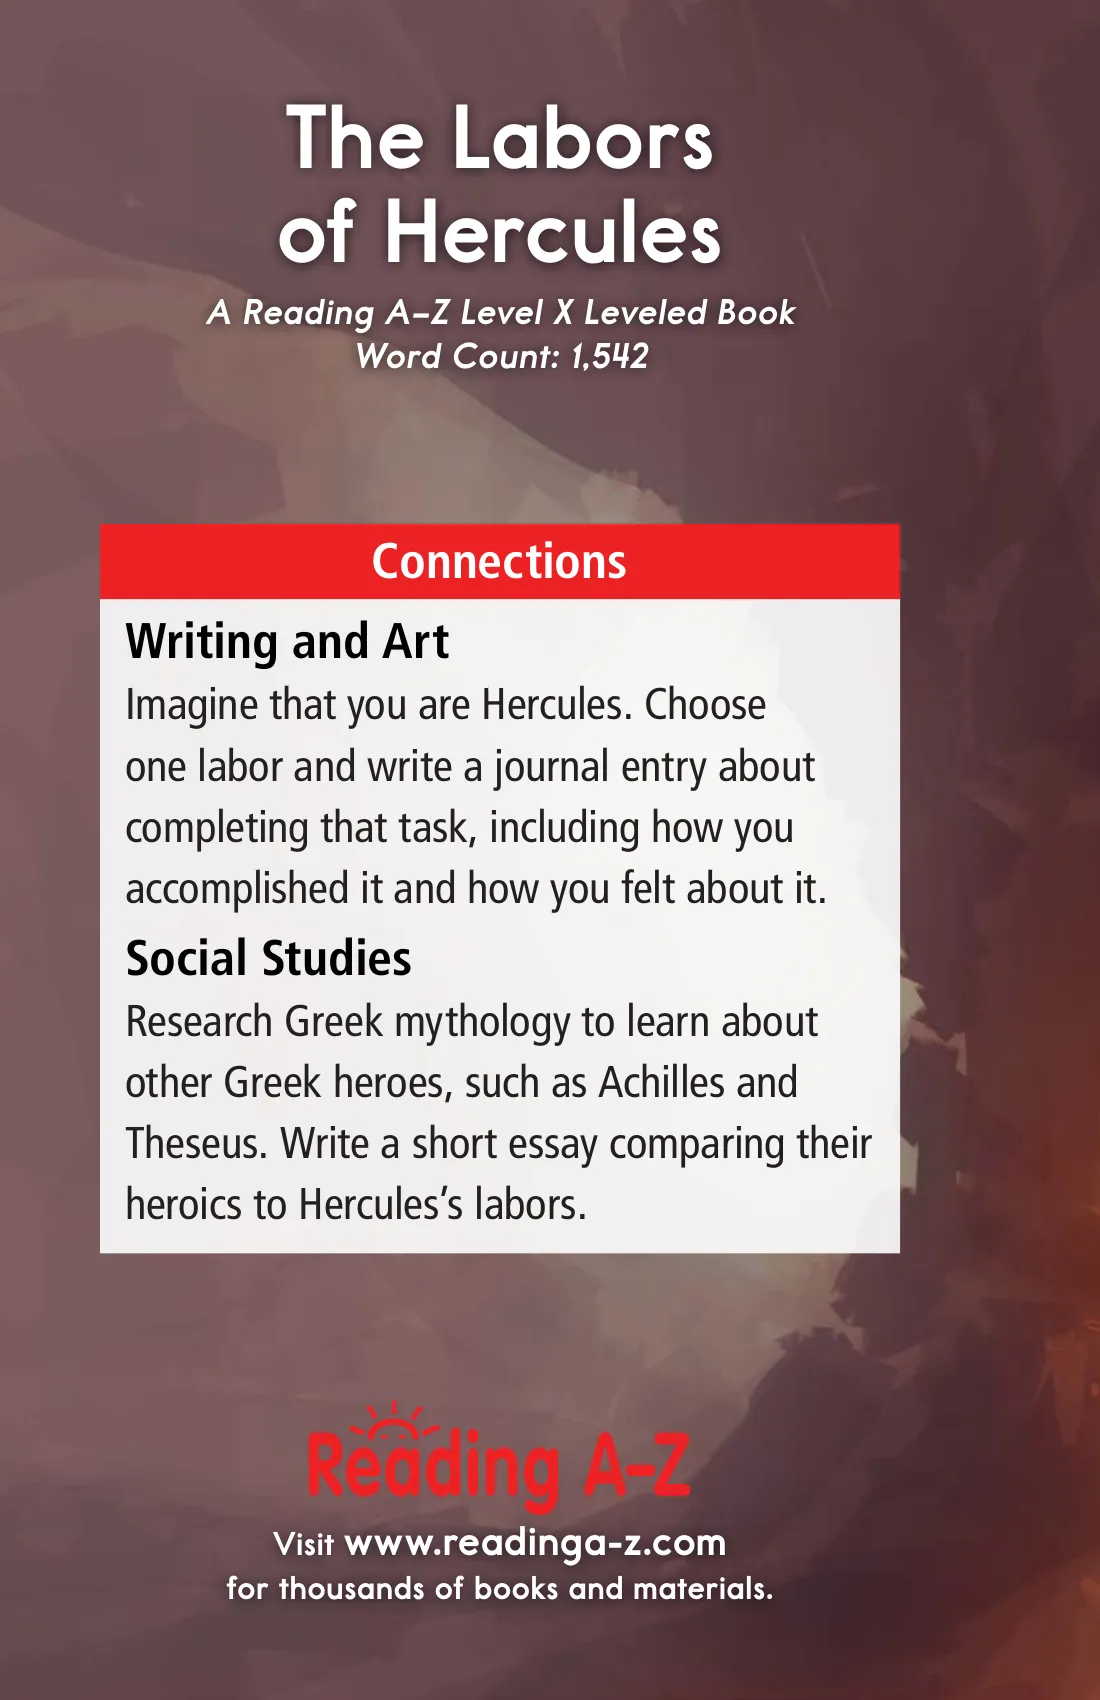 The Labors
of Hercules
A Reading A–Z Level X Leveled Book
Word Count: 1,542
Connections
Writing and Art
Imagine that you are Hercules. Choose
one labor and write a journal entry about
completing that task, including how you
accomplished it and how you felt about it.
Social Studies
Research Greek mythology to learn about
other Greek heroes, such as Achilles and
Theseus. Write a short essay comparing their
heroics to Hercules’s labors.
Reading A–Z
Visit www.readinga-z.com
for thousands of books and materials.